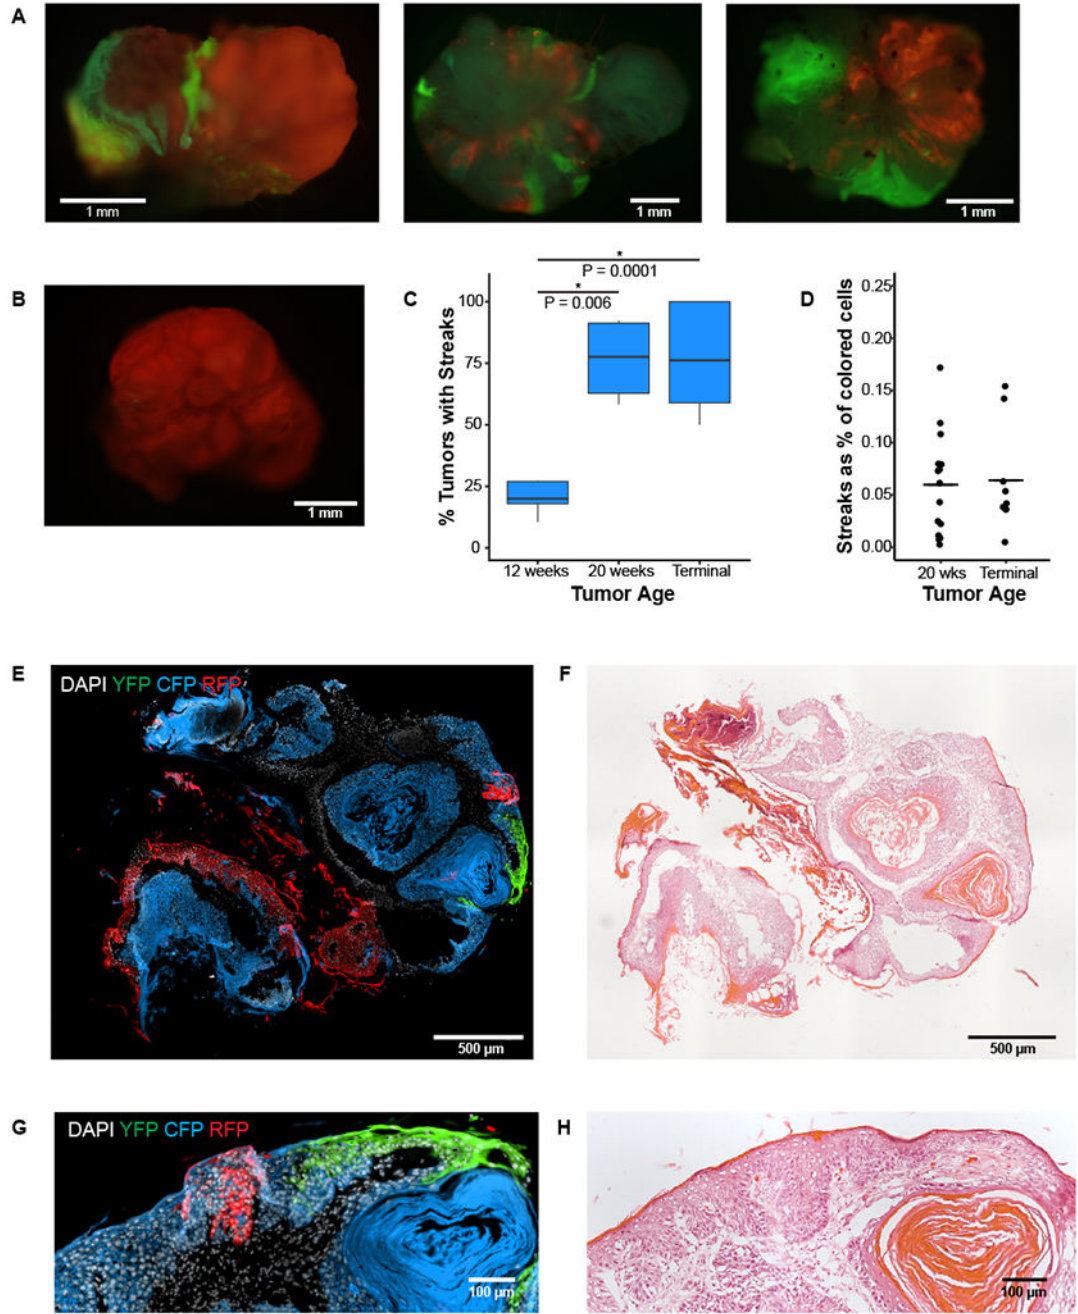 A
1 mm
1 mm
1 mm
B
1 mm
C
% Tumors with Streaks
100
75
50
25
0
*
P = 0.0001
*
P = 0.006
12 weeks 20 weeks Terminal
Tumor Age
D
Streaks as % of colored cells
0.25
0.20
0.15
0.10
0.05
0.00
20 wks Terminal
Tumor Age
E
DAPI YFP CFP RFP
500 µm
F
500 µm
G
DAPI YFP CFP RFP
100 µm
H
100 µm